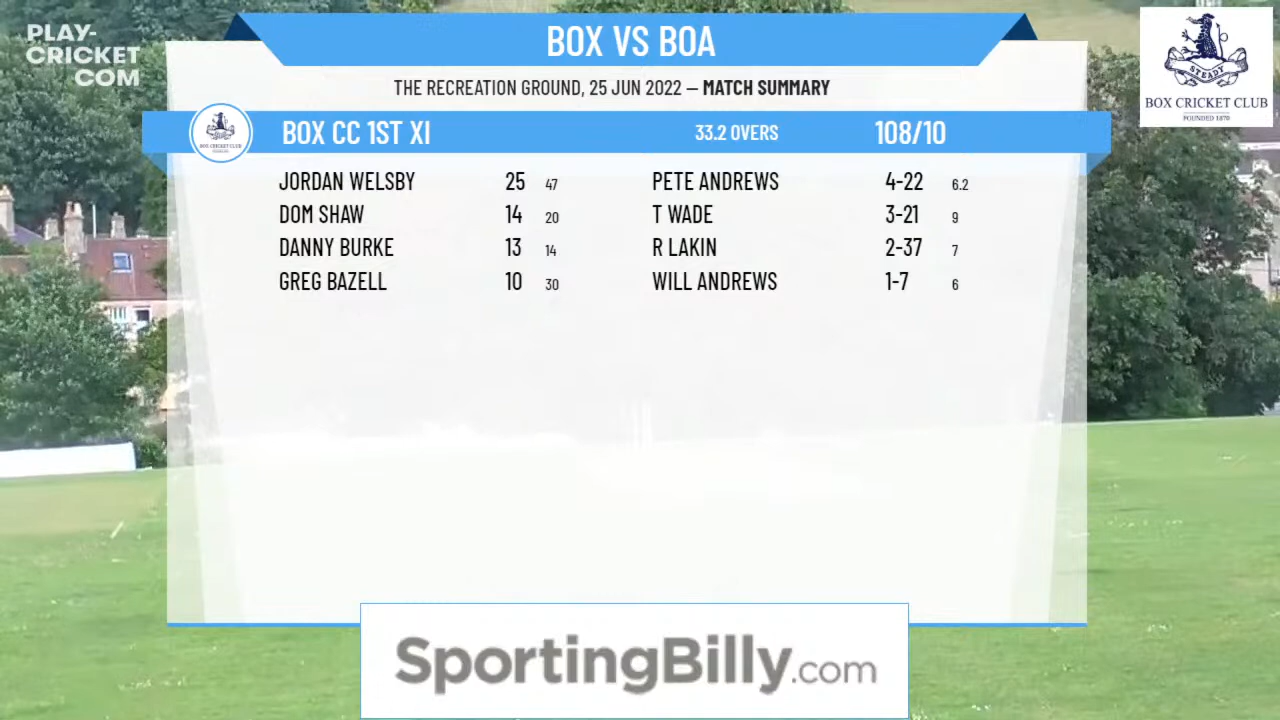 PLAY-
CRICKET
COM
BOX VS BOA
STEADY
BOX CRICKET CLUB
FOUNDED 1870
THE RECREATION GROUND, 25 JUN 2022 – MATCH SUMMARY
BOX CC 1ST XI 33.2 OVERS 108/10
JORDAN WELSBY 25 47 PETE ANDREWS 4-22 6.2
DOM SHAW 14 20 T WADE 3-21 9
DANNY BURKE 13 14 R LAKIN 2-37 7
GREG BAZELL 10 30 WILL ANDREWS 1-7 6
SportingBilly.com